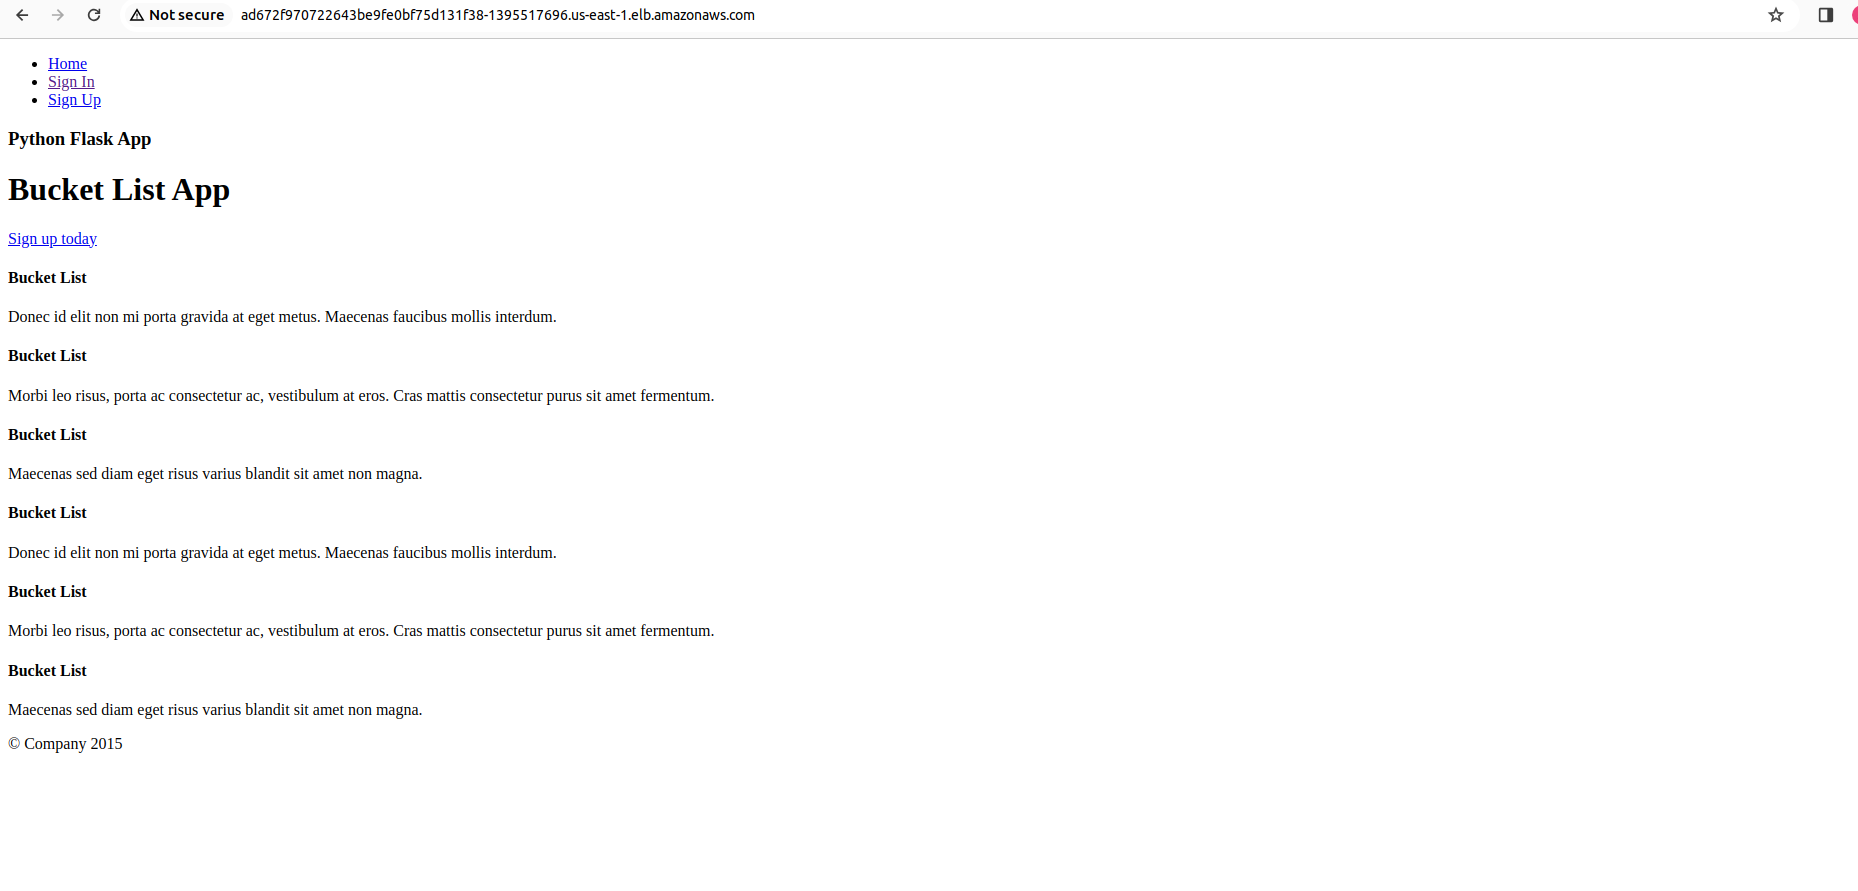 Not secure ad672f970722643be9fe0bf75d131f38-1395517696.us-east-1.elb.amazonaws.com
Home
Sign In
Sign Up
Python Flask App
Bucket List App
Sign up today
Bucket List
Donec id elit non mi porta gravida at eget metus. Maecenas faucibus mollis interdum.
Bucket List
Morbi leo risus, porta ac consectetur ac, vestibulum at eros. Cras mattis consectetur purus sit amet fermentum.
Bucket List
Maecenas sed diam eget risus varius blandit sit amet non magna.
Bucket List
Donec id elit non mi porta gravida at eget metus. Maecenas faucibus mollis interdum.
Bucket List
Morbi leo risus, porta ac consectetur ac, vestibulum at eros. Cras mattis consectetur purus sit amet fermentum.
Bucket List
Maecenas sed diam eget risus varius blandit sit amet non magna.
© Company 2015